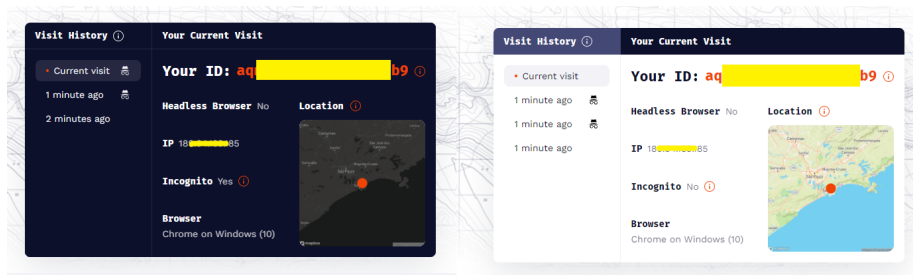 Visit History
Your Current Visit
Current visit
1 minute ago
2 minutes ago
Your ID: aq b9
Headless Browser No
Location
IP 18 85
Incognito Yes
Browser
Chrome on Windows (10)
mapbox
Visit History
Your Current Visit
Current visit
1 minute ago
1 minute ago
1 minute ago
Your ID: aq b9
Headless Browser No
Location
IP 18 85
Incognito No
Browser
Chrome on Windows (10)